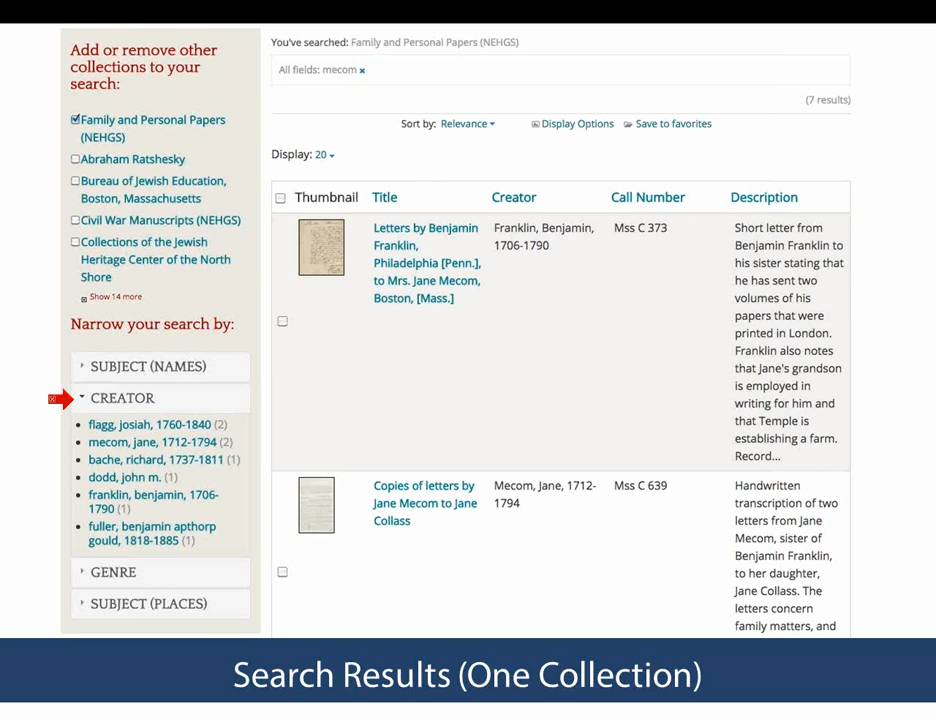 Add or remove other
collections to your
search:
Family and Personal Papers
(NEHGS)
Abraham Ratshesky
Bureau of Jewish Education,
Boston, Massachusetts
Civil War Manuscripts (NEHGS)
Collections of the Jewish
Heritage Center of the North
Shore
Show 14 more
Narrow your search by:
SUBJECT (NAMES)
CREATOR
flagg, josiah, 1760-1840 (2)
mecom, jane, 1712-1794 (2)
bache, richard, 1737-1811 (1)
dodd, john m. (1)
franklin, benjamin, 1706-
1790 (1)
fuller, benjamin apthorp
gould, 1818-1885 (1)
GENRE
SUBJECT (PLACES)
You've searched: Family and Personal Papers (NEHGS)
All fields: mecom x
(7 results)
Sort by: Relevance Display Options Save to favorites
Display: 20
Thumbnail Title Creator Call Number Description
Letters by Benjamin
Franklin,
Philadelphia [Penn.],
to Mrs. Jane Mecom,
Boston, [Mass.]
Franklin, Benjamin,
1706-1790
Mss C 373
Short letter from
Benjamin Franklin to
his sister stating that
he has sent two
volumes of his
papers that were
printed in London.
Franklin also notes
that Jane's grandson
is employed in
writing for him and
that Temple is
establishing a farm.
Record...
Copies of letters by
Jane Mecom to Jane
Collass
Mecom, Jane, 1712-
1794
Mss C 639
Handwritten
transcription of two
letters from Jane
Mecom, sister of
Benjamin Franklin,
to her daughter,
Jane Collass. The
letters concern
family matters, and
Search Results (One Collection)